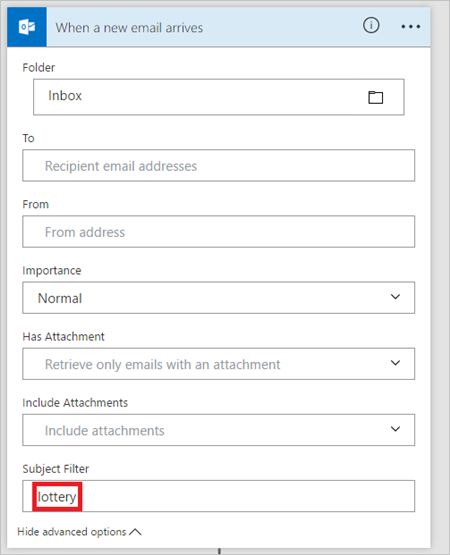 When a new email arrives
Folder
Inbox
To
Recipient email addresses
From
From address
Importance
Normal
Has Attachment
Retrieve only emails with an attachment
Include Attachments
Include attachments
Subject Filter
lottery
Hide advanced options